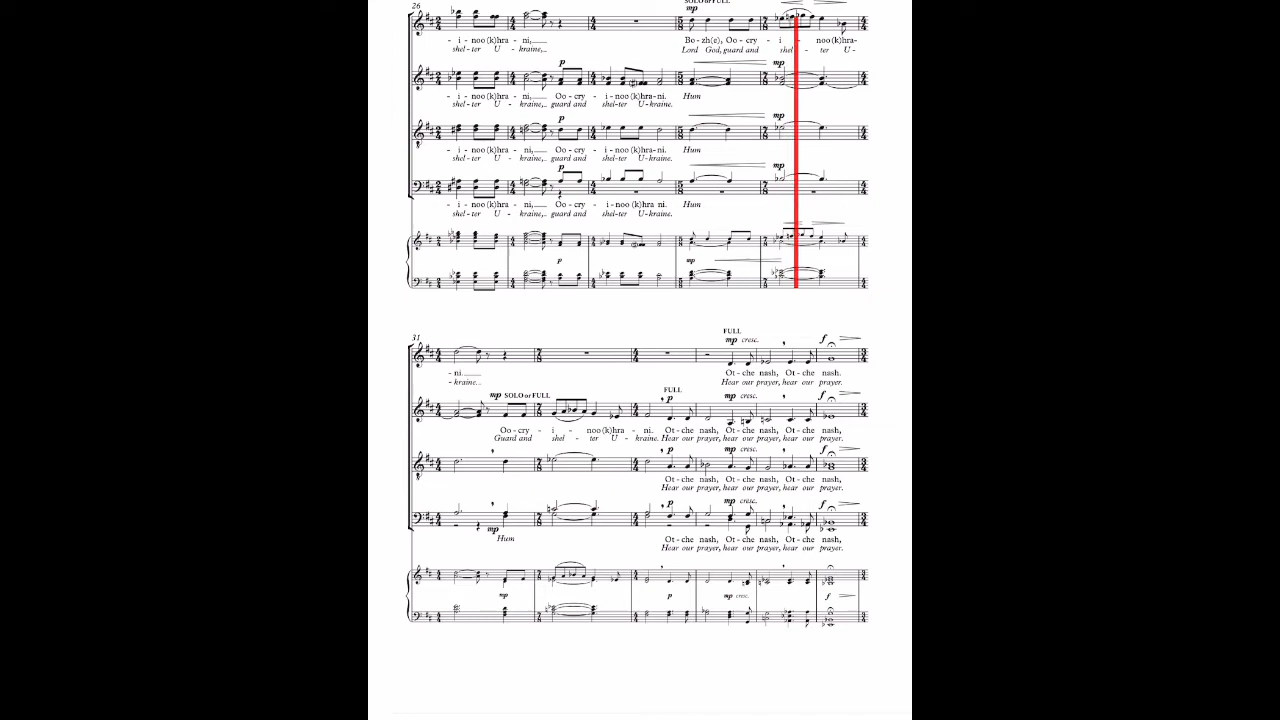 26
SOLO or FULL
mp
- i - noo (k)hra - ni,
Bo - zh(e), Oo - cry - i - noo (k)hra-
shel - ter U - kraine,
Lord God, guard and shel - ter U -
p
mp
- i - noo (k)hra - ni, Oo - cry - i - noo (k)hra - ni. Hum
shel - ter U - kraine, guard and shel - ter U - kraine.
p
mp
- i - noo (k)hra - ni, Oo - cry - i - noo (k)hra - ni. Hum
shel - ter U - kraine, guard and shel - ter U - kraine.
p
mp
- i - noo (k)hra - ni, Oo - cry - i - noo (k)hra ni. Hum
shel - ter U - kraine, guard and shel - ter U - kraine.
p
mp
31
FULL
mp cresc.
f
- ni.
Ot - che nash, Ot - che nash.
- kraine.
Hear our prayer, hear our prayer.
mp SOLO or FULL
FULL
p
mp cresc.
f
Oo - cry - i - noo (k)hra - ni. Ot - che nash, Ot - che nash, Ot - che nash,
Guard and shel - ter U - kraine. Hear our prayer, hear our prayer, hear our prayer.
p
mp cresc.
f
Ot - che nash, Ot - che nash, Ot - che nash,
Hear our prayer, hear our prayer, hear our prayer.
p
mp cresc.
f
mp
Hum
Ot - che nash, Ot - che nash, Ot - che nash,
Hear our prayer, hear our prayer, hear our prayer.
mp
p
mp cresc.
f